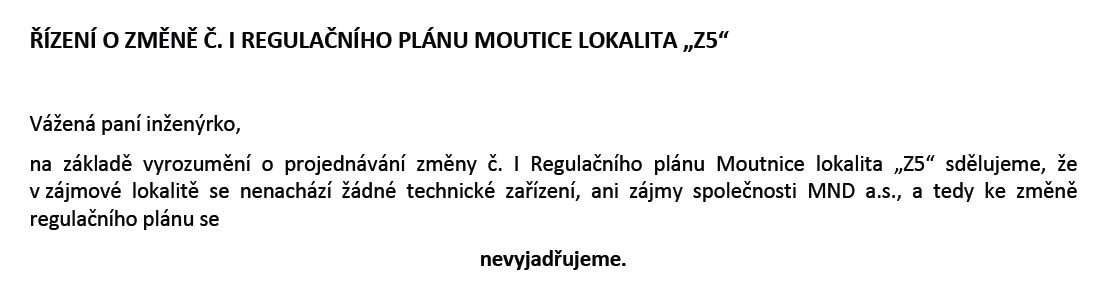 ŘÍZENÍ O ZMĚNĚ Č. I REGULAČNÍHO PLÁNU MOUTICE LOKALITA „Z5“
Vážená paní inženýrko,
na základě vyrozumění o projednávání změny č. I Regulačního plánu Moutnice lokalita „Z5“ sdělujeme, že
v zájmové lokalitě se nenachází žádné technické zařízení, ani zájmy společnosti MND a.s., a tedy ke změně
regulačního plánu se
nevyjadřujeme.